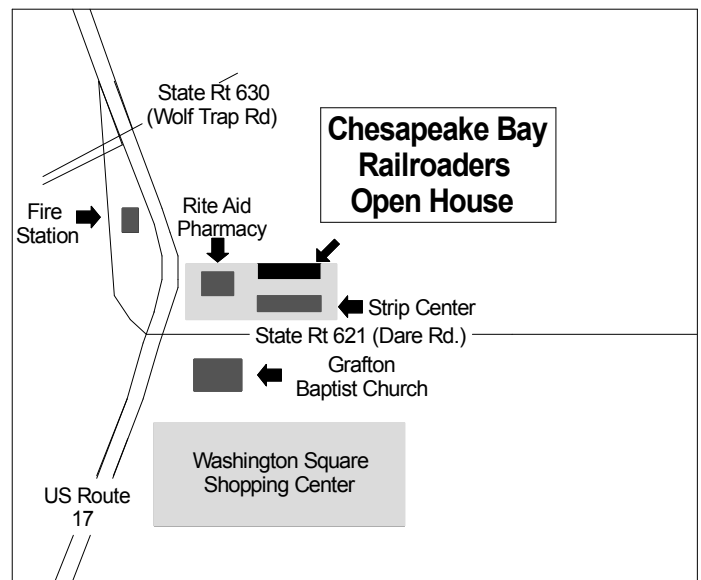 State Rt 630
(Wolf Trap Rd)
Chesapeake Bay
Railroaders
Open House
Fire
Station
Rite Aid
Pharmacy
Strip Center
State Rt 621 (Dare Rd.)
Grafton
Baptist Church
Washington Square
Shopping Center
US Route
17